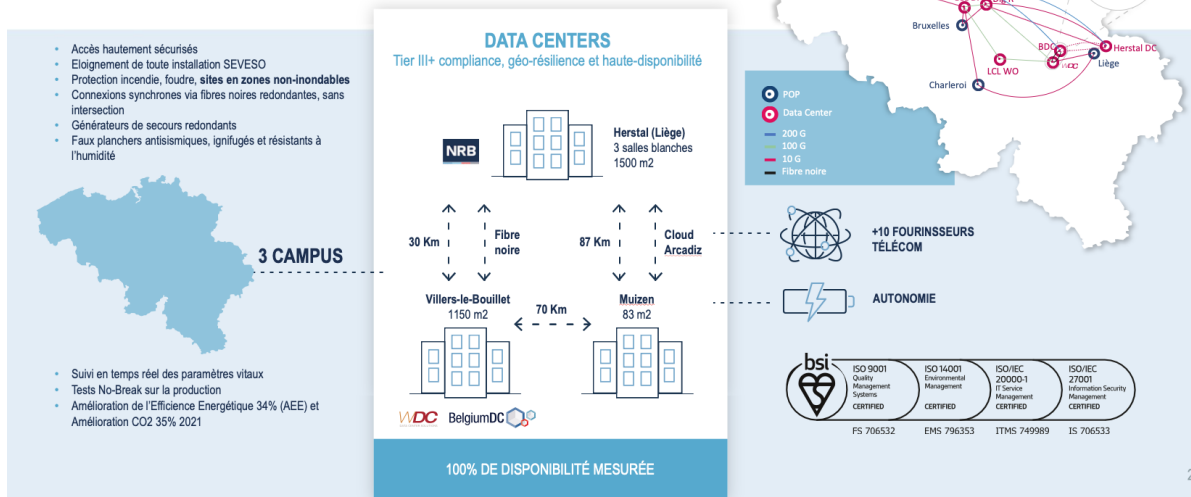 • Accès hautement sécurisés
• Eloignement de toute installation SEVESO
• Protection incendie, foudre, sites en zones non-inondables
• Connexions synchrones via fibres noires redondantes, sans
intersection
• Générateurs de secours redondants
• Faux planchers antisismiques, ignifugés et résistants à
l'humidité
3 CAMPUS
• Suivi en temps réel des paramètres vitaux
• Tests No-Break sur la production
• Amélioration de l'Efficience Energétique 34% (AEE) et
Amélioration CO2 35% 2021
DATA CENTERS
Tier III+ compliance, géo-résilience et haute-disponibilité
NRB
Herstal (Liège)
3 salles blanches
1500 m2
30 Km
Fibre
noire
87 Km
Cloud
Arcadiz
Villers-le-Bouillet
1150 m2
70 Km
Muizen
83 m2
WDC
BelgiumDC
100% DE DISPONIBILITÉ MESURÉE
Bruxelles
BDC
Herstal DC
WDC
Liège
LCL WO
Charleroi
POP
Data Center
200 G
100 G
10 G
Fibre noire
+10 FOURINSSEURS
TÉLÉCOM
AUTONOMIE
bsi
ISO 9001
Quality
Management
Systems
CERTIFIED
ISO 14001
Environmental
Management
CERTIFIED
ISO/IEC
20000-1
IT Service
Management
CERTIFIED
ISO/IEC
27001
Information Security
Management
CERTIFIED
FS 706532
EMS 796353
ITMS 749989
IS 706533
2